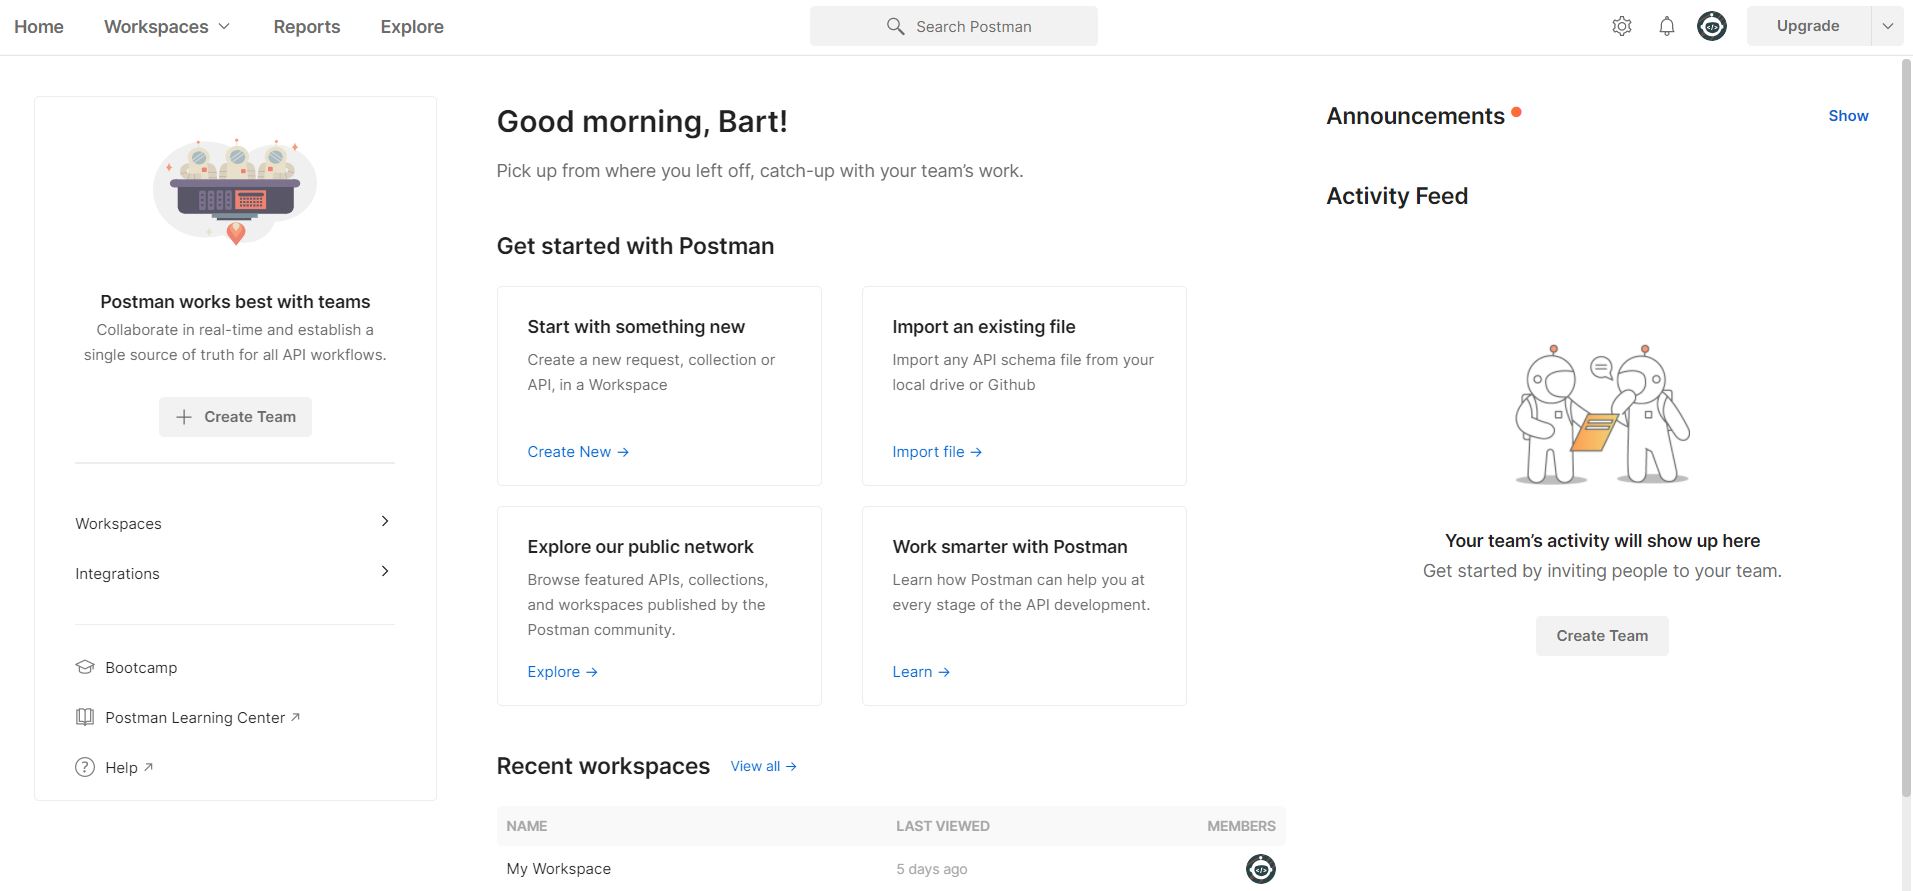 Home
Workspaces
Reports
Explore
Search Postman
Upgrade
Postman works best with teams
Collaborate in real-time and establish a
single source of truth for all API workflows.
Create Team
Workspaces
Integrations
Bootcamp
Postman Learning Center
Help
Good morning, Bart!
Pick up from where you left off, catch-up with your team’s work.
Get started with Postman
Start with something new
Create a new request, collection or
API, in a Workspace
Create New →
Import an existing file
Import any API schema file from your
local drive or Github
Import file →
Explore our public network
Browse featured APIs, collections,
and workspaces published by the
Postman community.
Explore →
Work smarter with Postman
Learn how Postman can help you at
every stage of the API development.
Learn →
Recent workspaces
View all →
NAME LAST VIEWED MEMBERS
My Workspace 5 days ago
Announcements
Show
Activity Feed
Your team’s activity will show up here
Get started by inviting people to your team.
Create Team